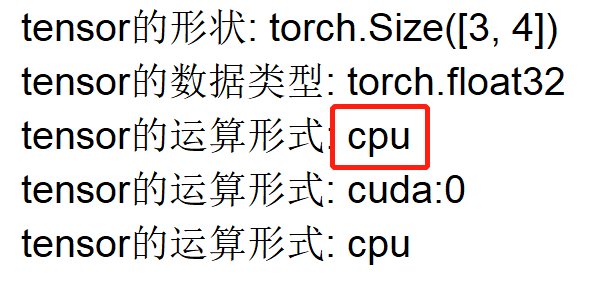 tensor的形状: torch.Size([3, 4])
tensor的数据类型: torch.float32
tensor的运算形式: cpu
tensor的运算形式: cuda:0
tensor的运算形式: cpu